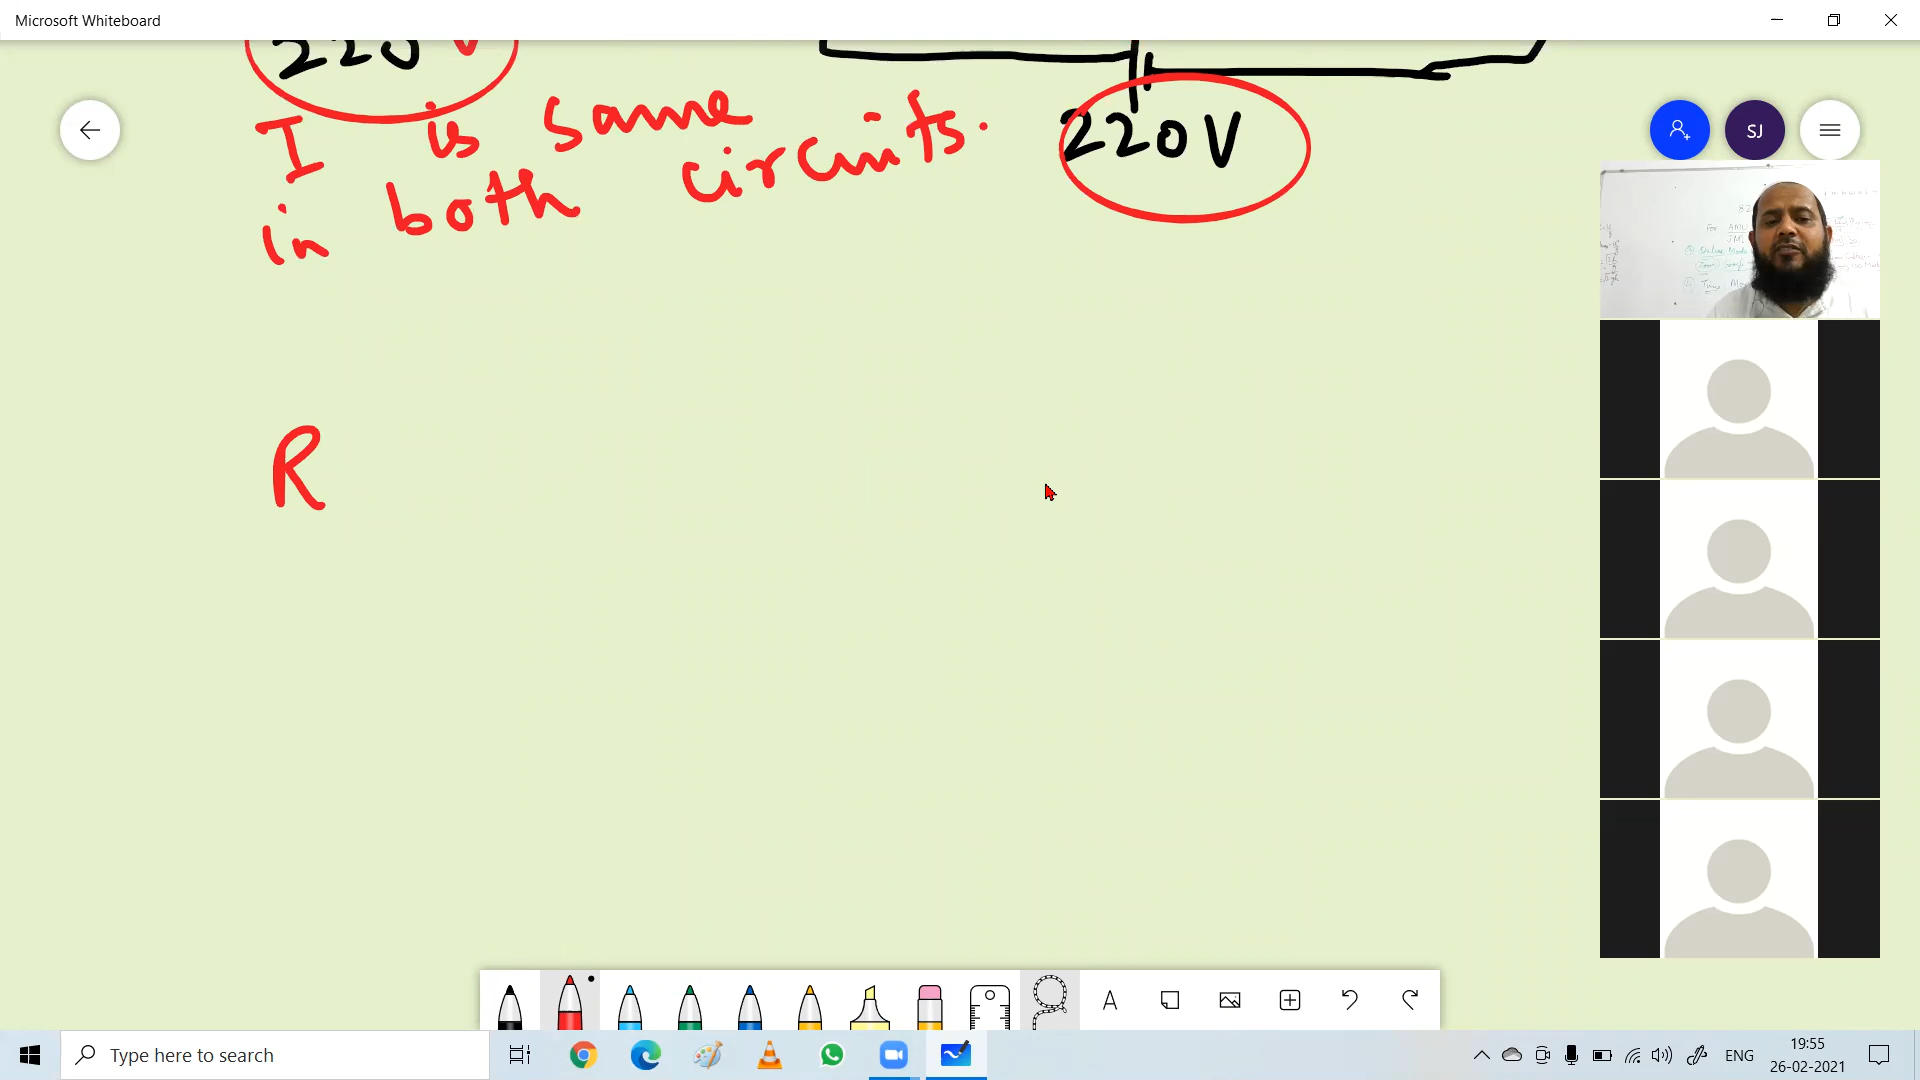 Microsoft Whiteboard
220 V
I is same
in both circuits.
220V
SJ
R
A
Type here to search
ENG
19:55
26-02-2021